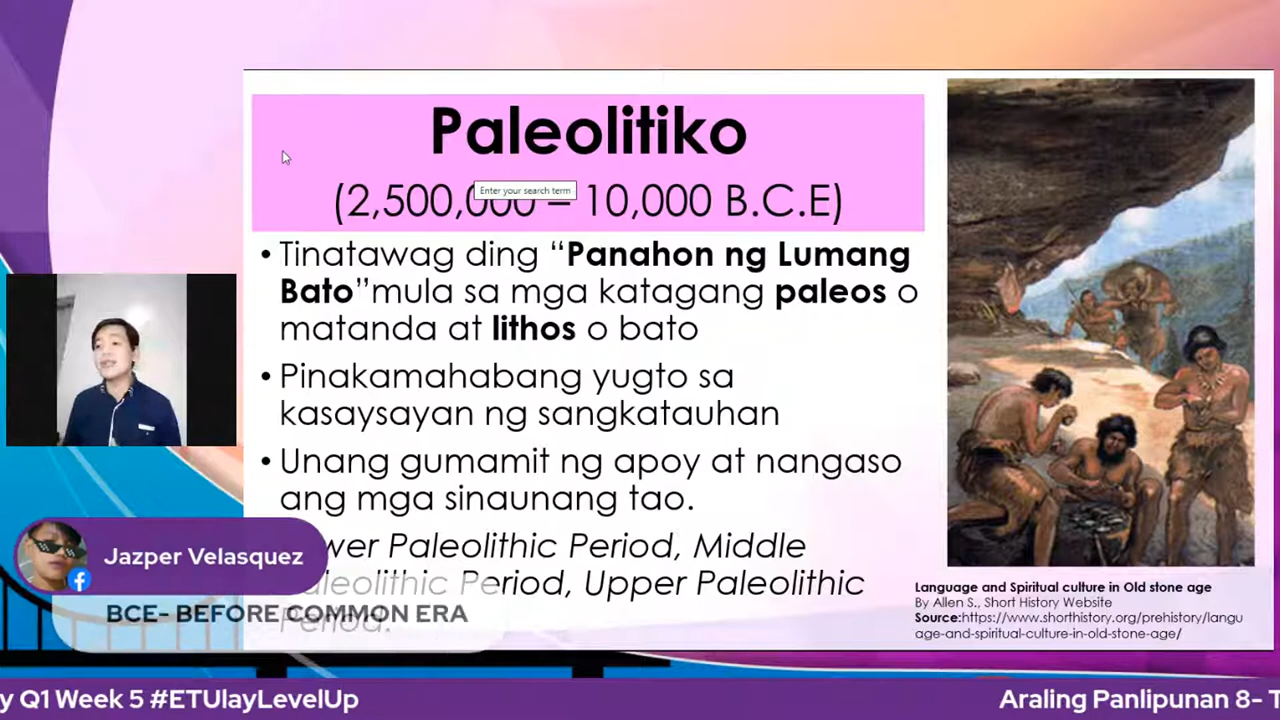 Paleolitiko
(2,500,000 – 10,000 B.C.E)
Enter your search term
• Tinatawag ding “Panahon ng Lumang
Bato”mula sa mga katagang paleos o
matanda at lithos o bato
• Pinakamahabang yugto sa
kasaysayan ng sangkatauhan
• Unang gumamit ng apoy at nangaso
ang mga sinaunang tao.
wer Paleolithic Period, Middle
Paleolithic Period, Upper Paleolithic
Period.
Language and Spiritual culture in Old stone age
By Allen S., Short History Website
Source:https://www.shorthistory.org/prehistory/langu
age-and-spiritual-culture-in-old-stone-age/
Jazper Velasquez
BCE- BEFORE COMMON ERA
y Q1 Week 5 #ETUlayLevelUp
Araling Panlipunan 8- T